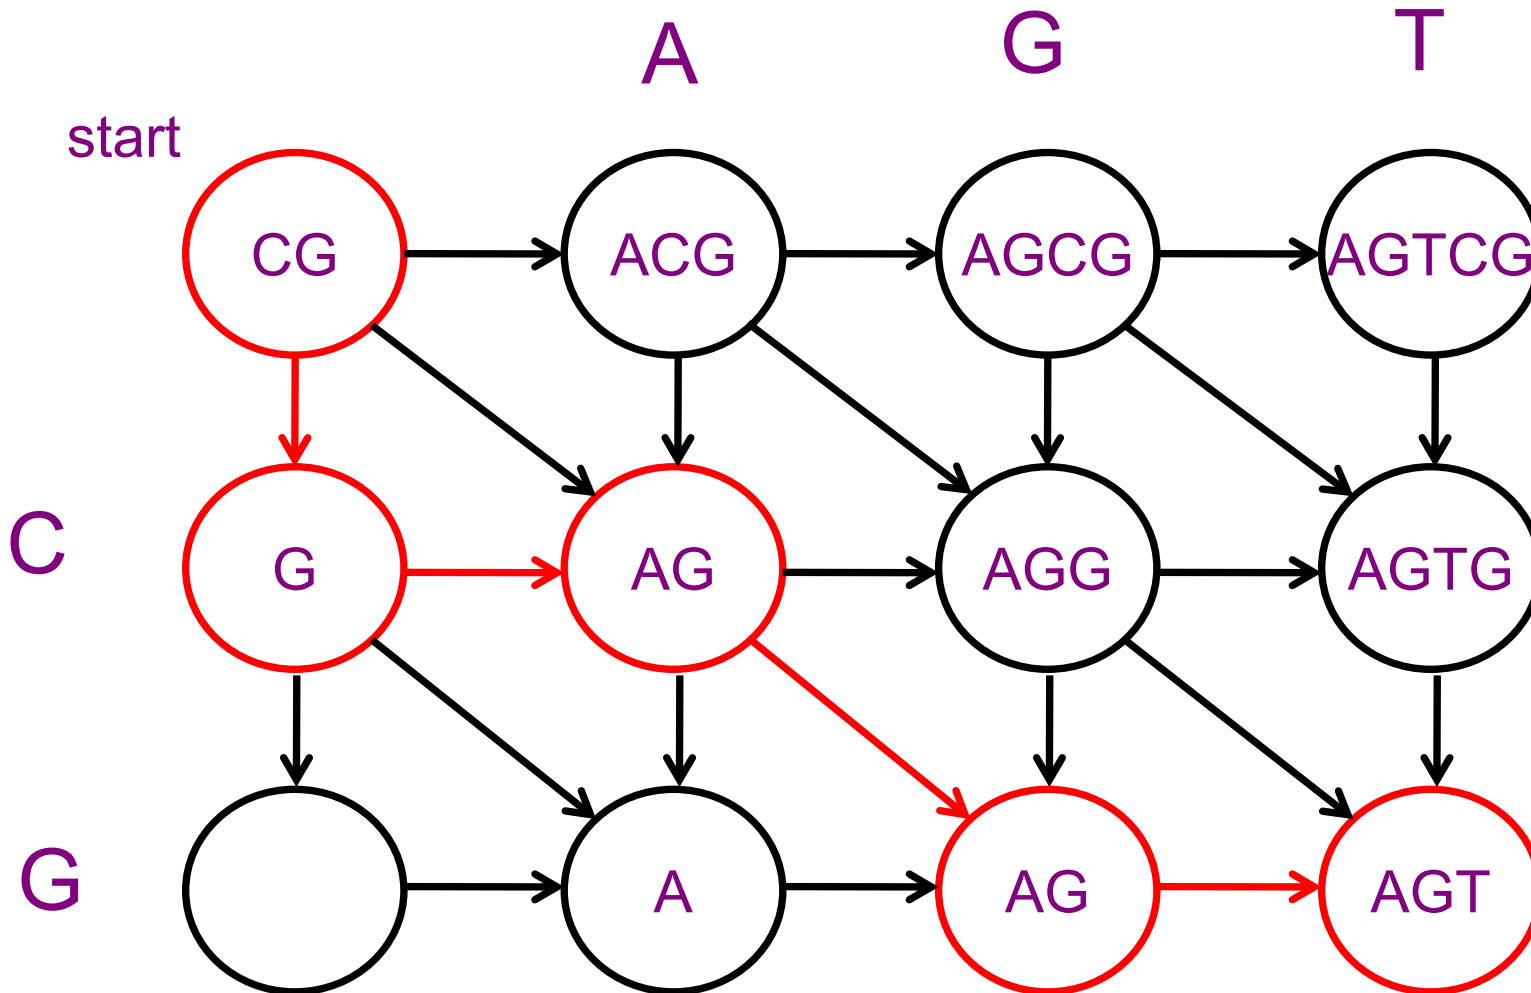 A G T
start
CG ACG AGCG AGTCG
C G AG AGG AGTG
G A AG AGT